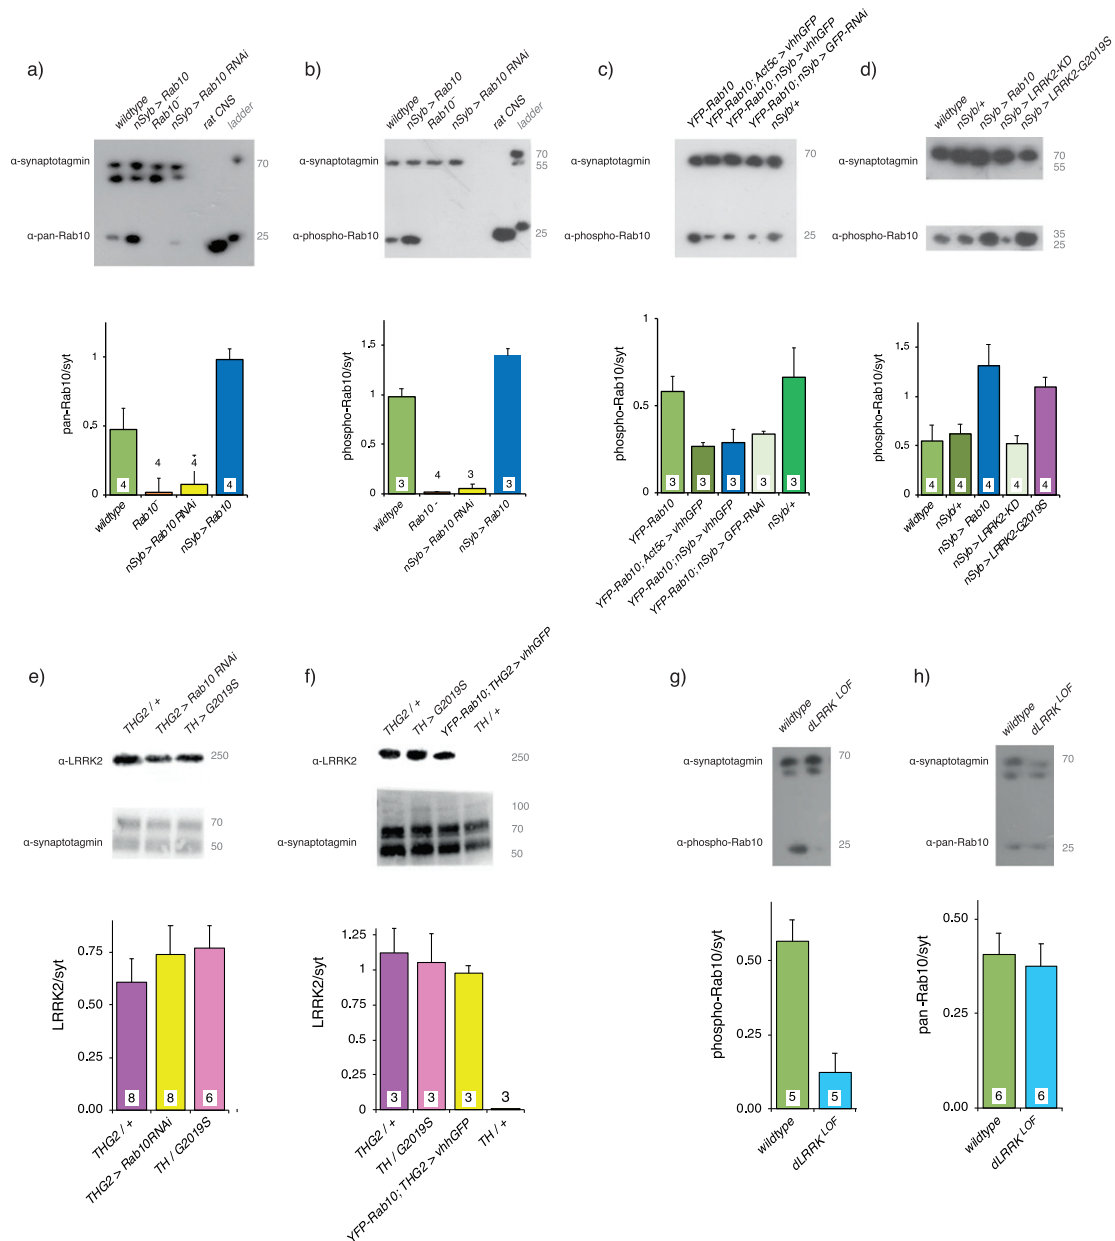 a)
wildtype
nSyb > Rab10
Rab10⁻
nSyb > Rab10 RNAi
rat CNS
ladder
α-synaptotagmin
70
α-pan-Rab10
25
pan-Rab10/syt
1
0.5
0
4
4
4
4
wildtype
Rab10⁻
nSyb > Rab10 RNAi
nSyb > Rab10
b)
wildtype
nSyb > Rab10
Rab10⁻
nSyb > Rab10 RNAi
rat CNS
ladder
α-synaptotagmin
70
55
α-phospho-Rab10
25
phospho-Rab10/syt
1.5
1
0.5
0
3
4
3
3
wildtype
Rab10⁻
nSyb > Rab10 RNAi
nSyb > Rab10
c)
YFP-Rab10
YFP-Rab10; Act5c > vhhGFP
YFP-Rab10; nSyb > vhhGFP
YFP-Rab10; nSyb > GFP-RNAi
nSyb/+
α-synaptotagmin
70
α-phospho-Rab10
25
phospho-Rab10/syt
1
0.5
0
3
3
3
3
3
YFP-Rab10
YFP-Rab10; Act5c > vhhGFP
YFP-Rab10; nSyb > vhhGFP
YFP-Rab10; nSyb > GFP-RNAi
nSyb/+
d)
wildtype
nSyb/+
nSyb > Rab10
nSyb > LRRK2-KD
nSyb > LRRK2-G2019S
α-synaptotagmin
70
55
α-phospho-Rab10
35
25
phospho-Rab10/syt
1.5
1
0.5
0
4
4
4
4
4
wildtype
nSyb/+
nSyb > Rab10
nSyb > LRRK2-KD
nSyb > LRRK2-G2019S
e)
THG2 / +
THG2 > Rab10 RNAi
TH > G2019S
α-LRRK2
250
70
α-synaptotagmin
50
LRRK2/syt
0.75
0.50
0.25
0.00
8
8
6
THG2 / +
THG2 > Rab10RNAi
TH / G2019S
f)
THG2 / +
TH > G2019S
YFP-Rab10; THG2 > vhhGFP
TH / +
α-LRRK2
250
100
70
α-synaptotagmin
50
LRRK2/syt
1.25
1
0.75
0.5
0.25
0
3
3
3
3
THG2 / +
TH / G2019S
YFP-Rab10; THG2 > vhhGFP
TH / +
g)
wildtype
dLRRK LOF
α-synaptotagmin
70
α-phospho-Rab10
25
phospho-Rab10/syt
0.50
0.25
0.00
5
5
wildtype
dLRRK LOF
h)
wildtype
dLRRK LOF
α-synaptotagmin
70
α-pan-Rab10
25
pan -Rab10/syt
0.50
0.25
0.00
6
6
wildtype
dLRRK LOF